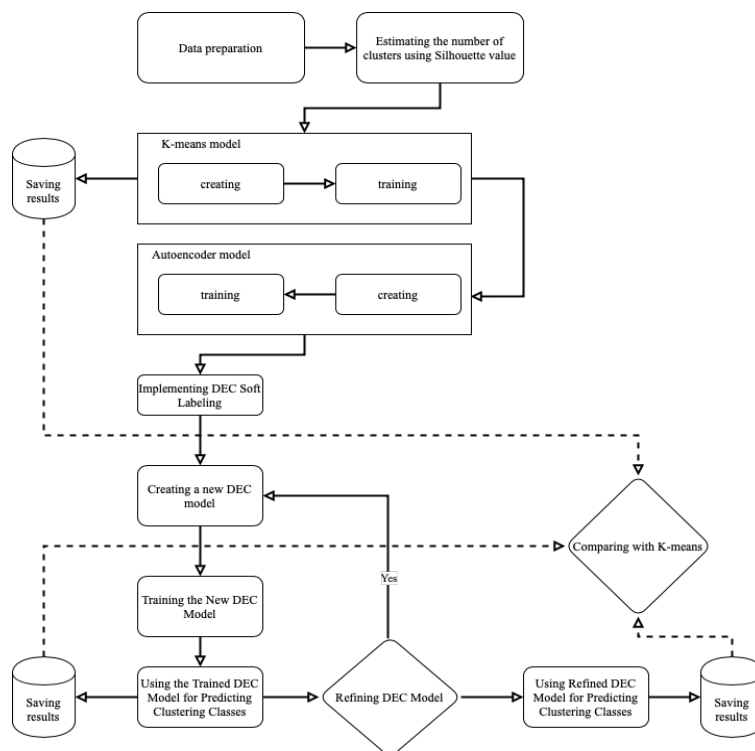 Data preparation
Estimating the number of
clusters using Silhouette value
K-means model
creating
training
Saving
results
Autoencoder model
training
creating
Implementing DEC Soft
Labeling
Creating a new DEC
model
Comparing with K-means
Yes
Training the New DEC
Model
Saving
results
Using the Trained DEC
Model for Predicting
Clustering Classes
Refining DEC Model
Using Refined DEC
Model for Predicting
Clustering Classes
Saving
results